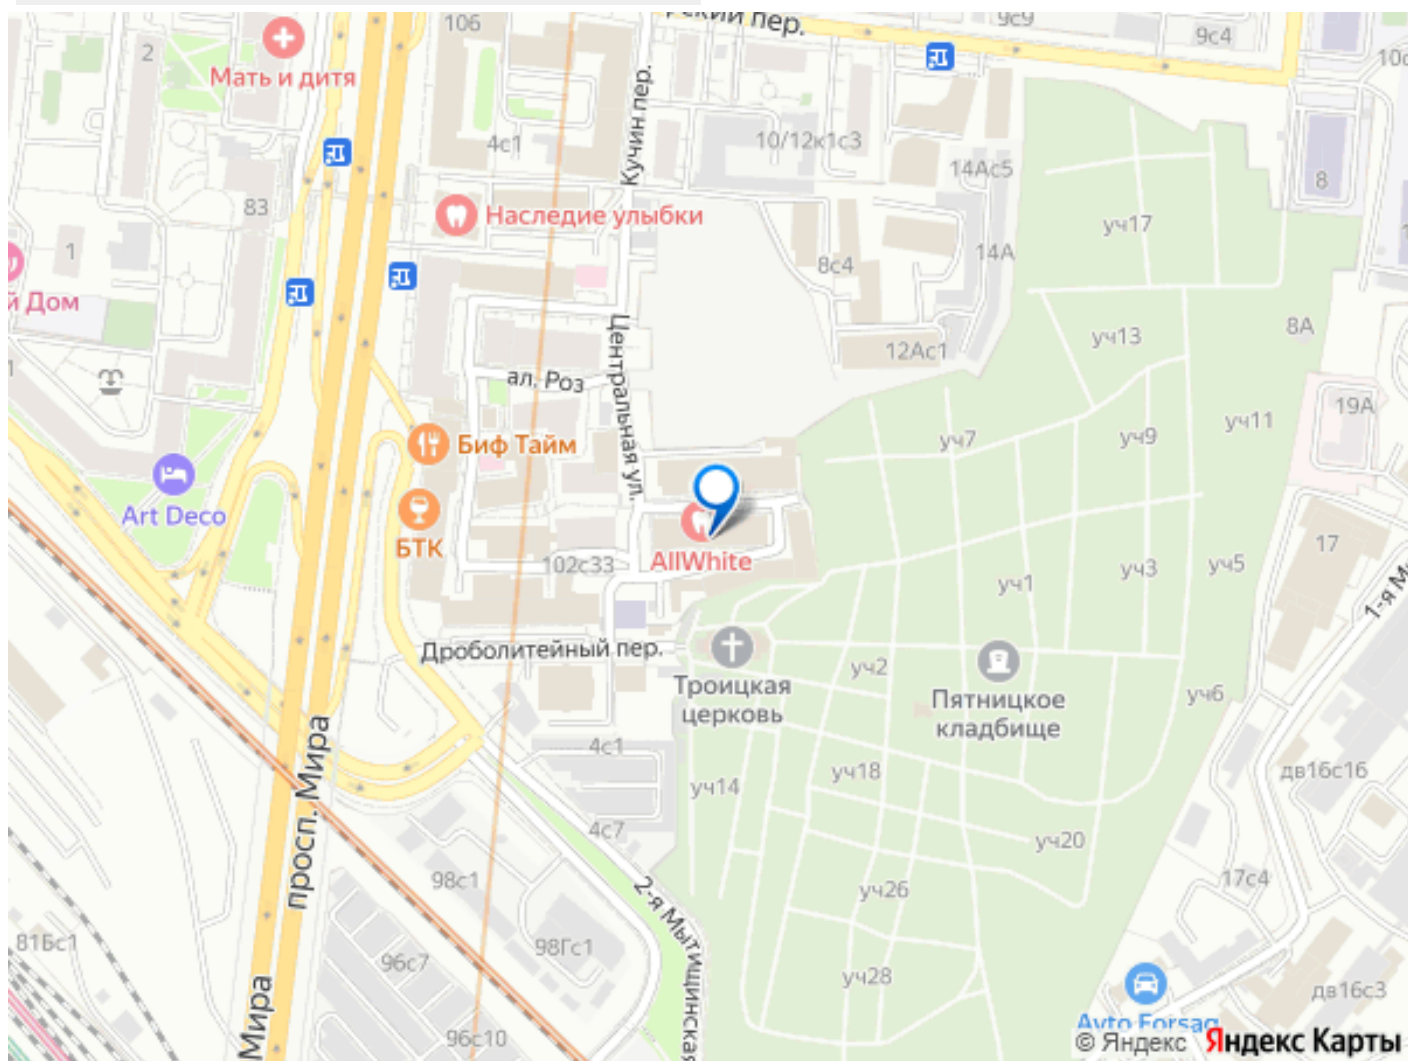 рский пер.
106
9с9
9с4
10с
2
Мать и дитя
4с1
Кучин пер.
10/12к1с3
14Ас5
8
83
Наследие улыбки
уч17
1
8с4
14А
й Дом
8А
уч13
12Ас1
1
ал. Роз
Центральная ул.
19А
уч11
уч7
уч9
Биф Тайм
Art Deco
БТК
AllWhite
17
102с33
уч1
уч3
уч5
1-я М
Дроболитейный пер.
Троицкая
церковь
уч2
Пятницкое
кладбище
уч6
4с1
просп. Мира
уч14
уч18
дв16с16
4с7
уч20
98с1
2-я Мытищинская
уч26
17с4
81Бс1
96с7
98Гс1
уч28
Мира
96с10
дв16с3
Avto Forsag
© Яндекс Яндекс Карты